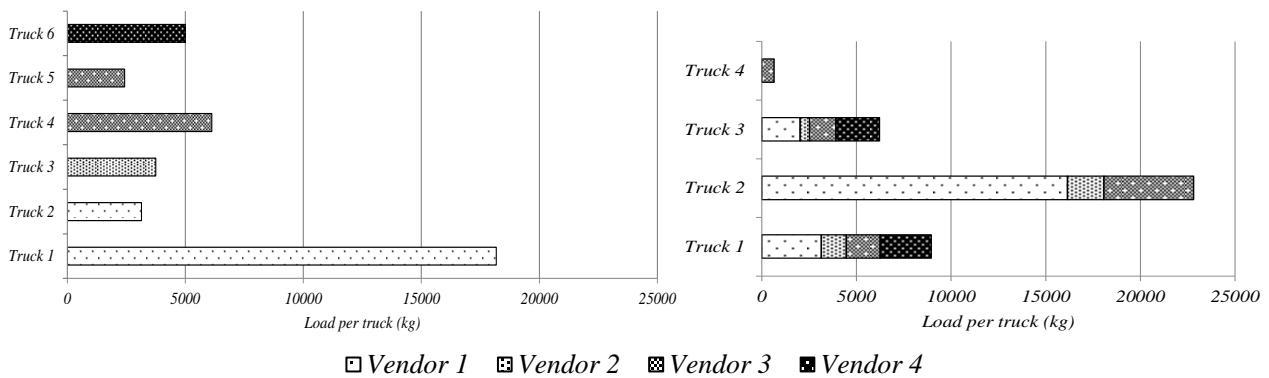 Truck 6
Truck 5
Truck 4
Truck 3
Truck 2
Truck 1
0 5000 10000 15000 20000 25000
Load per truck (kg)
Truck 4
Truck 3
Truck 2
Truck 1
0 5000 10000 15000 20000 25000
Load per truck (kg)
Vendor 1 Vendor 2 Vendor 3 Vendor 4